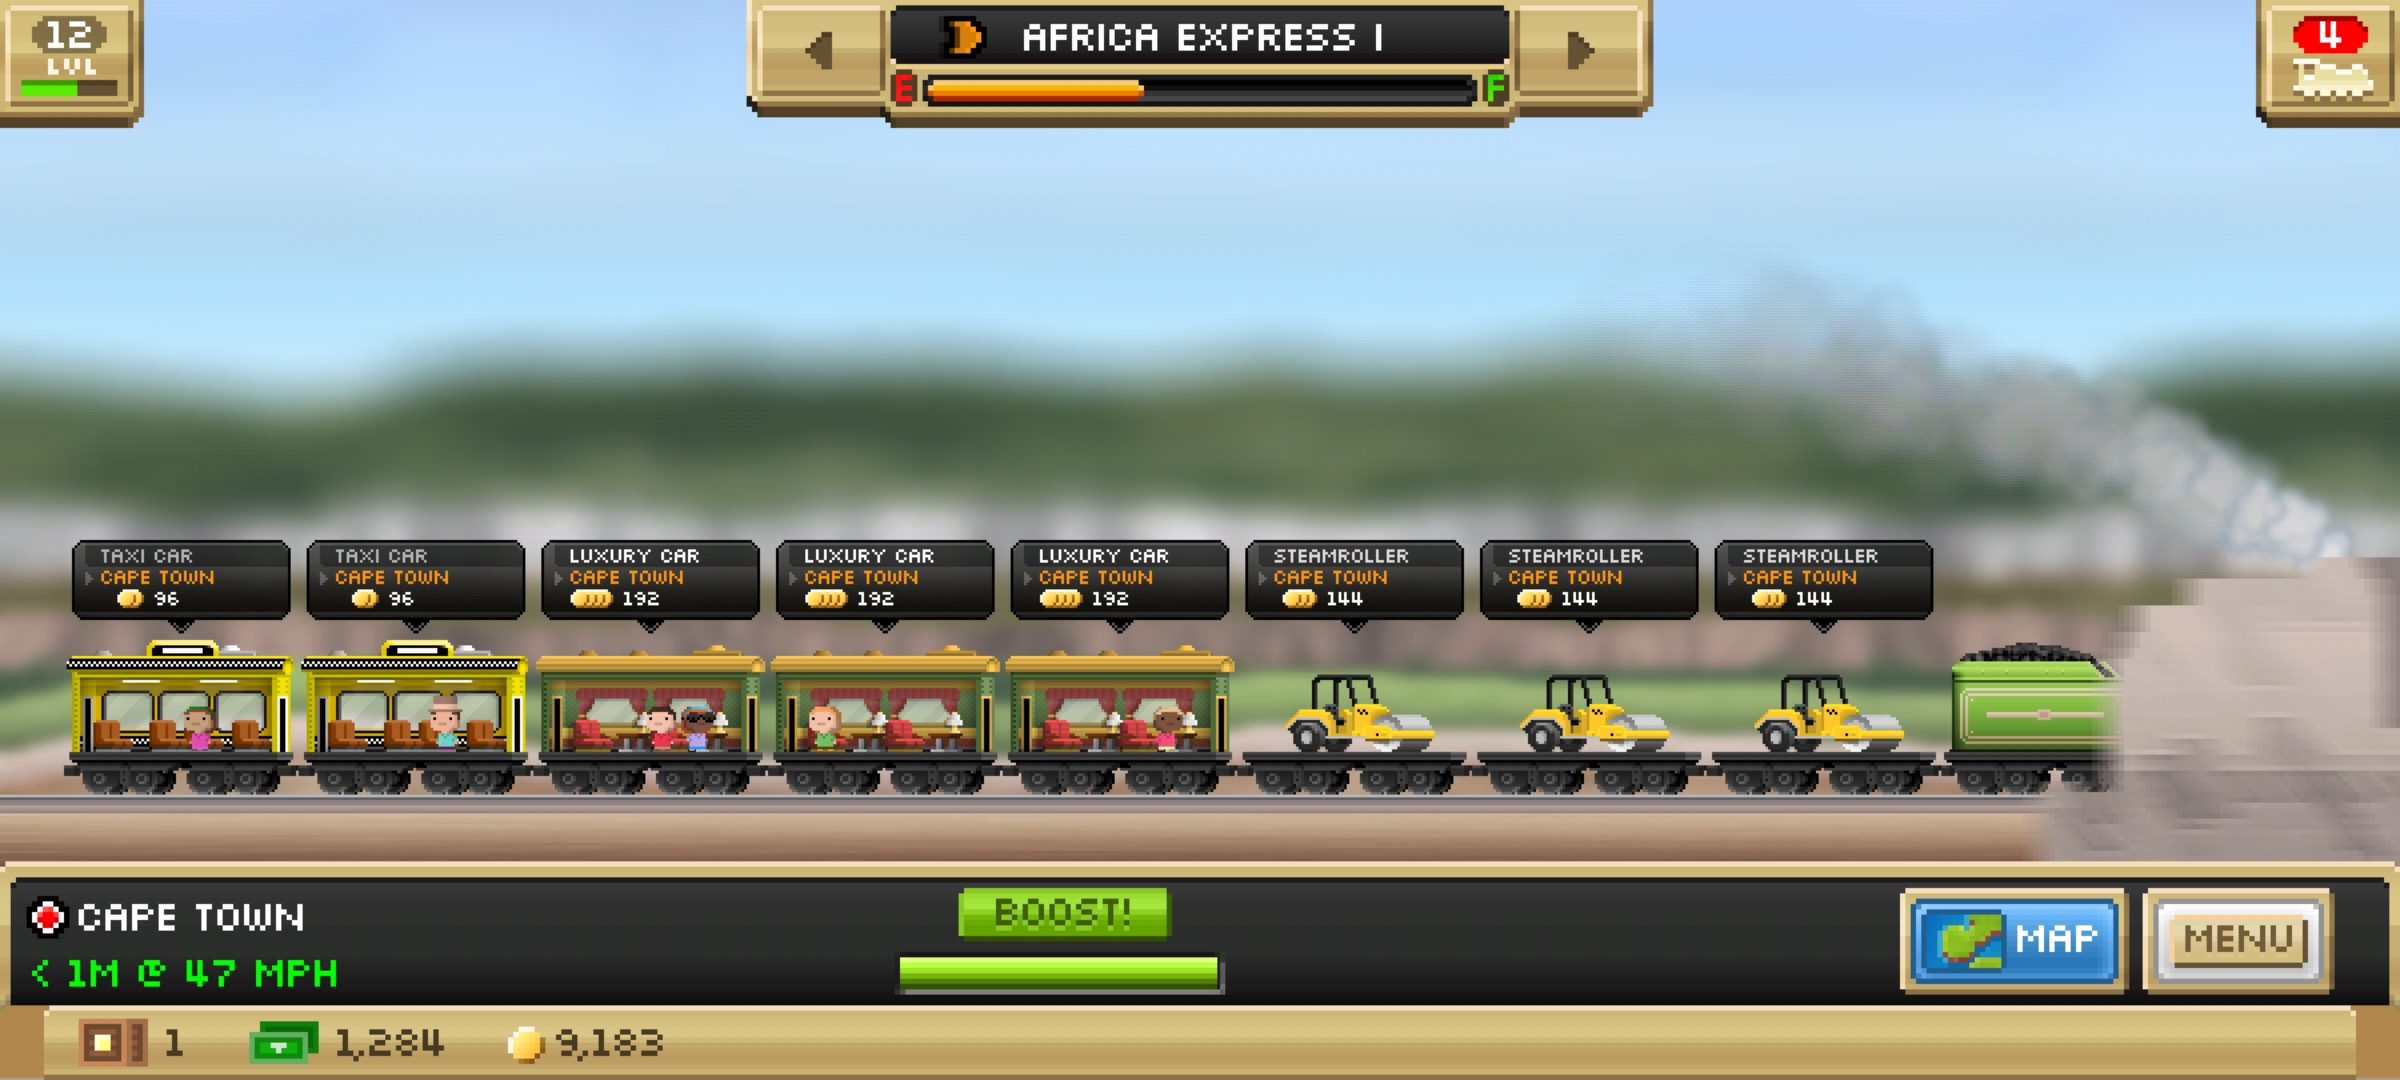 12
LVL
AFRICA EXPRESS I
E
F
4
TAXI CAR
CAPE TOWN
96
TAXI CAR
CAPE TOWN
96
LUXURY CAR
CAPE TOWN
192
LUXURY CAR
CAPE TOWN
192
LUXURY CAR
CAPE TOWN
192
STEAMROLLER
CAPE TOWN
144
STEAMROLLER
CAPE TOWN
144
STEAMROLLER
CAPE TOWN
144
CAPE TOWN
< 1M @ 47 MPH
BOOST!
MAP
MENU
1
1,284
9,183